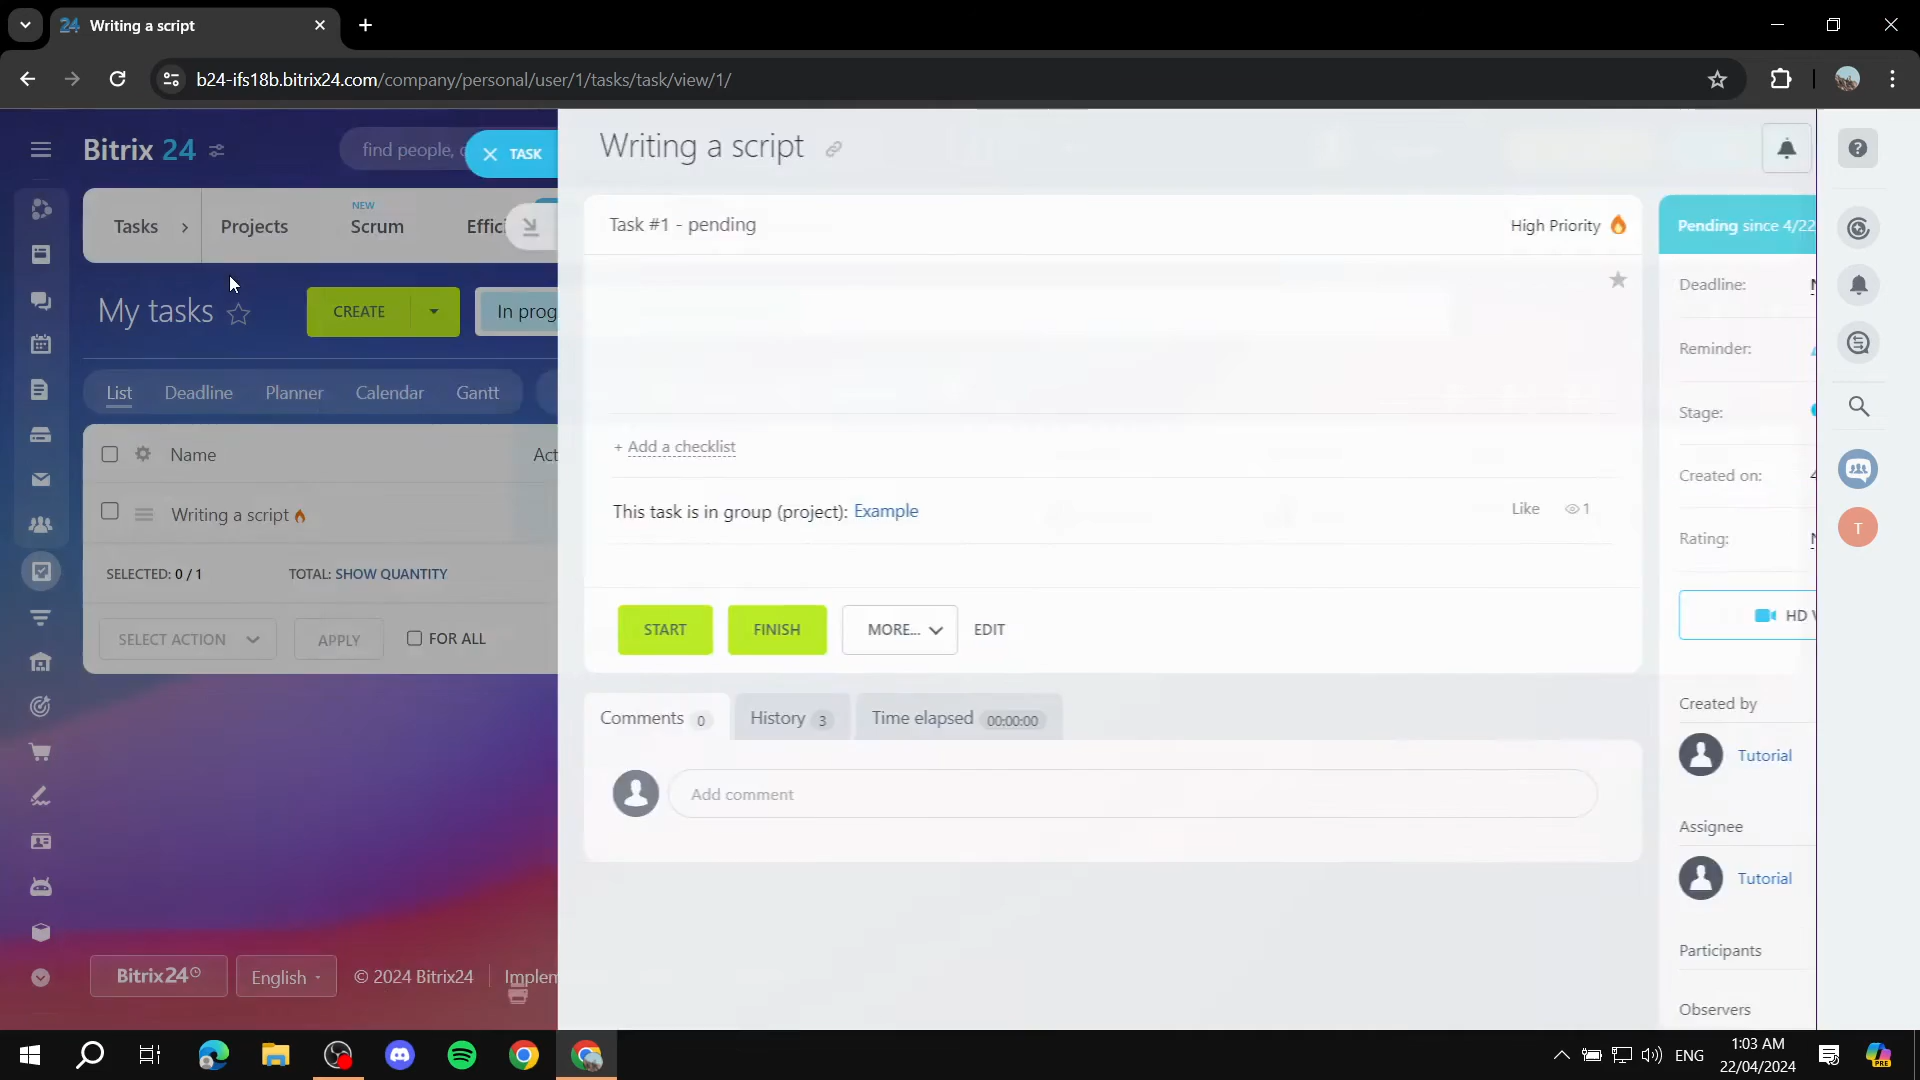 24 Writing a script
b24-ifs18b.bitrix24.com/company/personal/user/1/tasks/task/view/1/
Bitrix 24
find people,
TASK
Writing a script
Tasks
Projects
NEW
Scrum
Effici
Task #1 - pending
High Priority
Pending since 4/22
My tasks
CREATE
In prog
Deadline:
Reminder:
List
Deadline
Planner
Calendar
Gantt
Stage:
Name
Act
+ Add a checklist
Created on:
Writing a script
This task is in group (project): Example
Like
1
Rating:
T
SELECTED: 0 / 1
TOTAL: SHOW QUANTITY
SELECT ACTION
APPLY
FOR ALL
START
FINISH
MORE...
EDIT
HD V
Comments 0
History 3
Time elapsed 00:00:00
Created by
Tutorial
Add comment
Assignee
Tutorial
Participants
Observers
Bitrix24
English
© 2024 Bitrix24
Implem
ENG
1:03 AM
22/04/2024
PRE